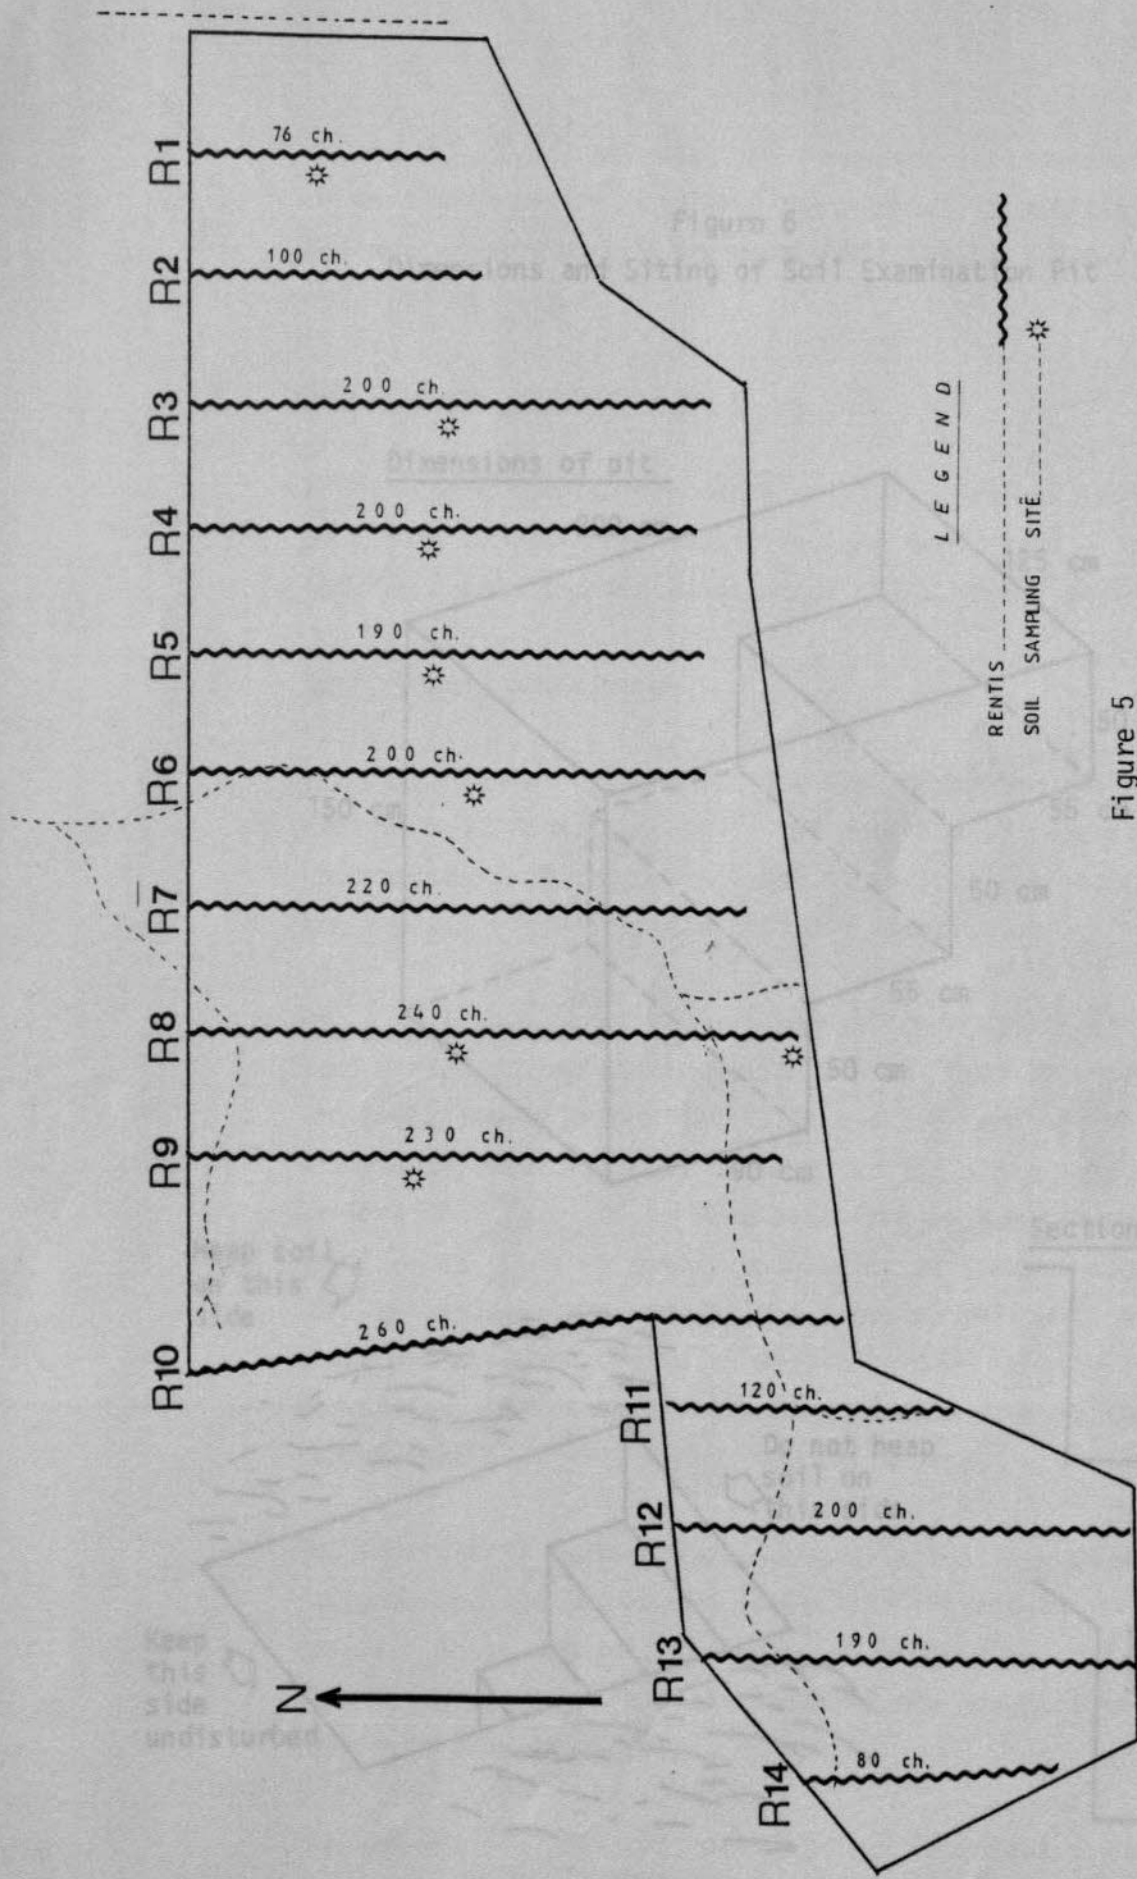 R1
76 ch.
R2
100 ch.
R3
200 ch.
R4
200 ch.
R5
190 ch.
R6
200 ch.
R7
220 ch.
R8
240 ch.
R9
230 ch.
R10
260 ch.
R11
120 ch.
R12
200 ch.
R13
190 ch.
R14
80 ch.
N
LEGEND
RENTIS
SOIL SAMPLING SITE
Figure 5
Figure 6
Dimensions and Siting of Soil Examination Pit
Dimensions of pit
150 cm
60 cm
55 cm
50 cm
Section
Keep soil
this
side
Do not heap
soil on
Keep
this
side
undisturbed